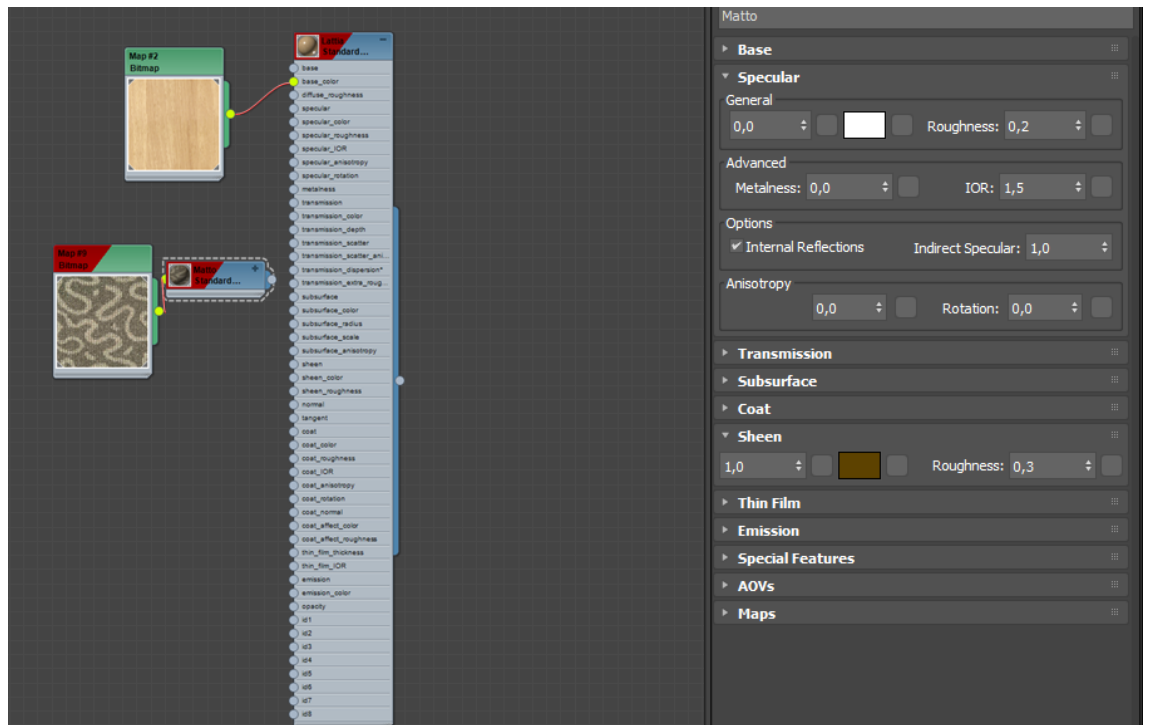 Map #2
Bitmap
Lattia
Standard...
base
base_color
diffuse_roughness
specular
specular_color
specular_roughness
specular_IOR
specular_anisotropy
specular_rotation
metalness
transmission
transmission_color
transmission_depth
transmission_scatter
transmission_scatter_ani...
transmission_dispersion*
transmission_extra_roug...
subsurface
subsurface_color
subsurface_radius
subsurface_scale
subsurface_anisotropy
sheen
sheen_color
sheen_roughness
normal
tangent
coat
coat_color
coat_roughness
coat_IOR
coat_anisotropy
coat_rotation
coat_normal
coat_affect_color
coat_affect_roughness
thin_film_thickness
thin_film_IOR
emission
emission_color
opacity
id1
id2
id3
id4
id5
id6
id7
id8
Bitmap
Matto
Standard...
Matto
Base
Specular
General
0,0 Roughness: 0,2
Advanced
Metalness: 0,0 IOR: 1,5
Options
Internal Reflections Indirect Specular: 1,0
Anisotropy
0,0 Rotation: 0,0
Transmission
Subsurface
Coat
Sheen
1,0 Roughness: 0,3
Thin Film
Emission
Special Features
AOVs
Maps